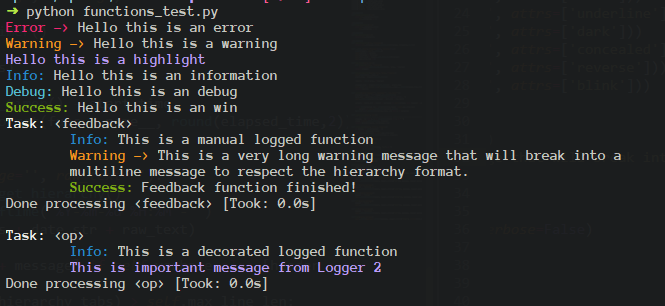 → python functions_test.py
Error –> Hello this is an error
Warning –> Hello this is a warning
Hello this is a highlight
Info: Hello this is an information
Debug: Hello this is an debug
Success: Hello this is an win
Task: <feedback>
Info: This is a manual logged function
Warning –> This is a very long warning message that will break into a
multiline message to respect the hierarchy format.
Success: Feedback function finished!
Done processing <feedback> [Took: 0.0s]
Task: <op>
Info: This is a decorated logged function
This is important message from Logger 2
Done processing <op> [Took: 0.0s]